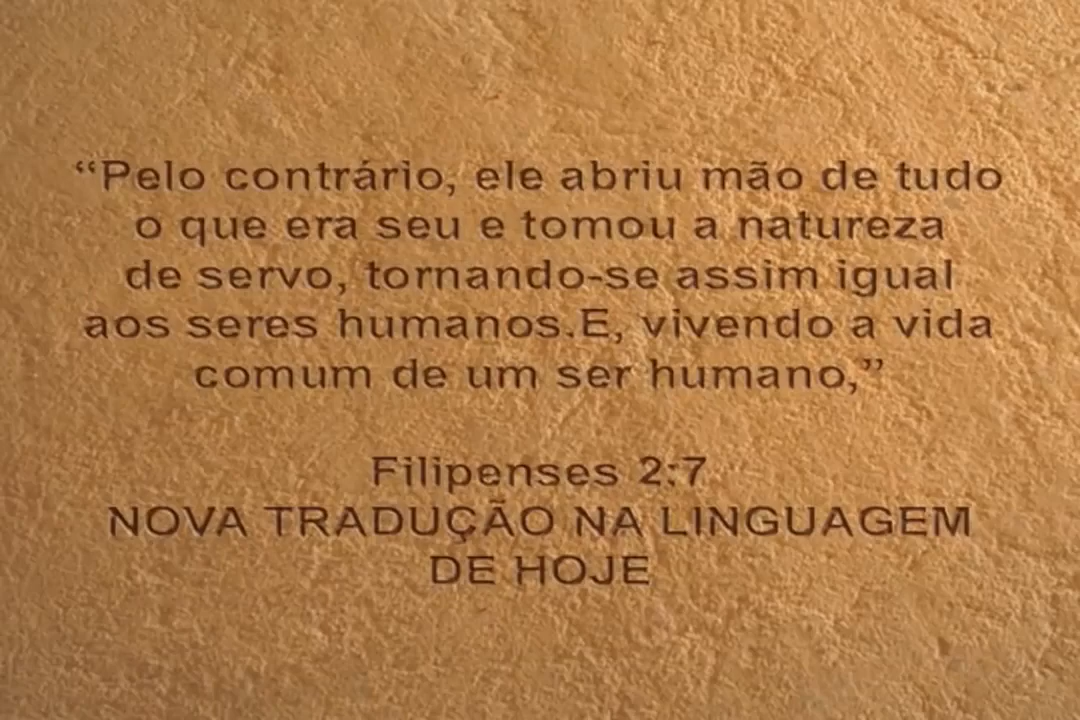 “Pelo contrário, ele abriu mão de tudo
o que era seu e tomou a natureza
de servo, tornando-se assim igual
aos seres humanos.E, vivendo a vida
comum de um ser humano,”
Filipenses 2:7
NOVA TRADUÇÃO NA LINGUAGEM
DE HOJE